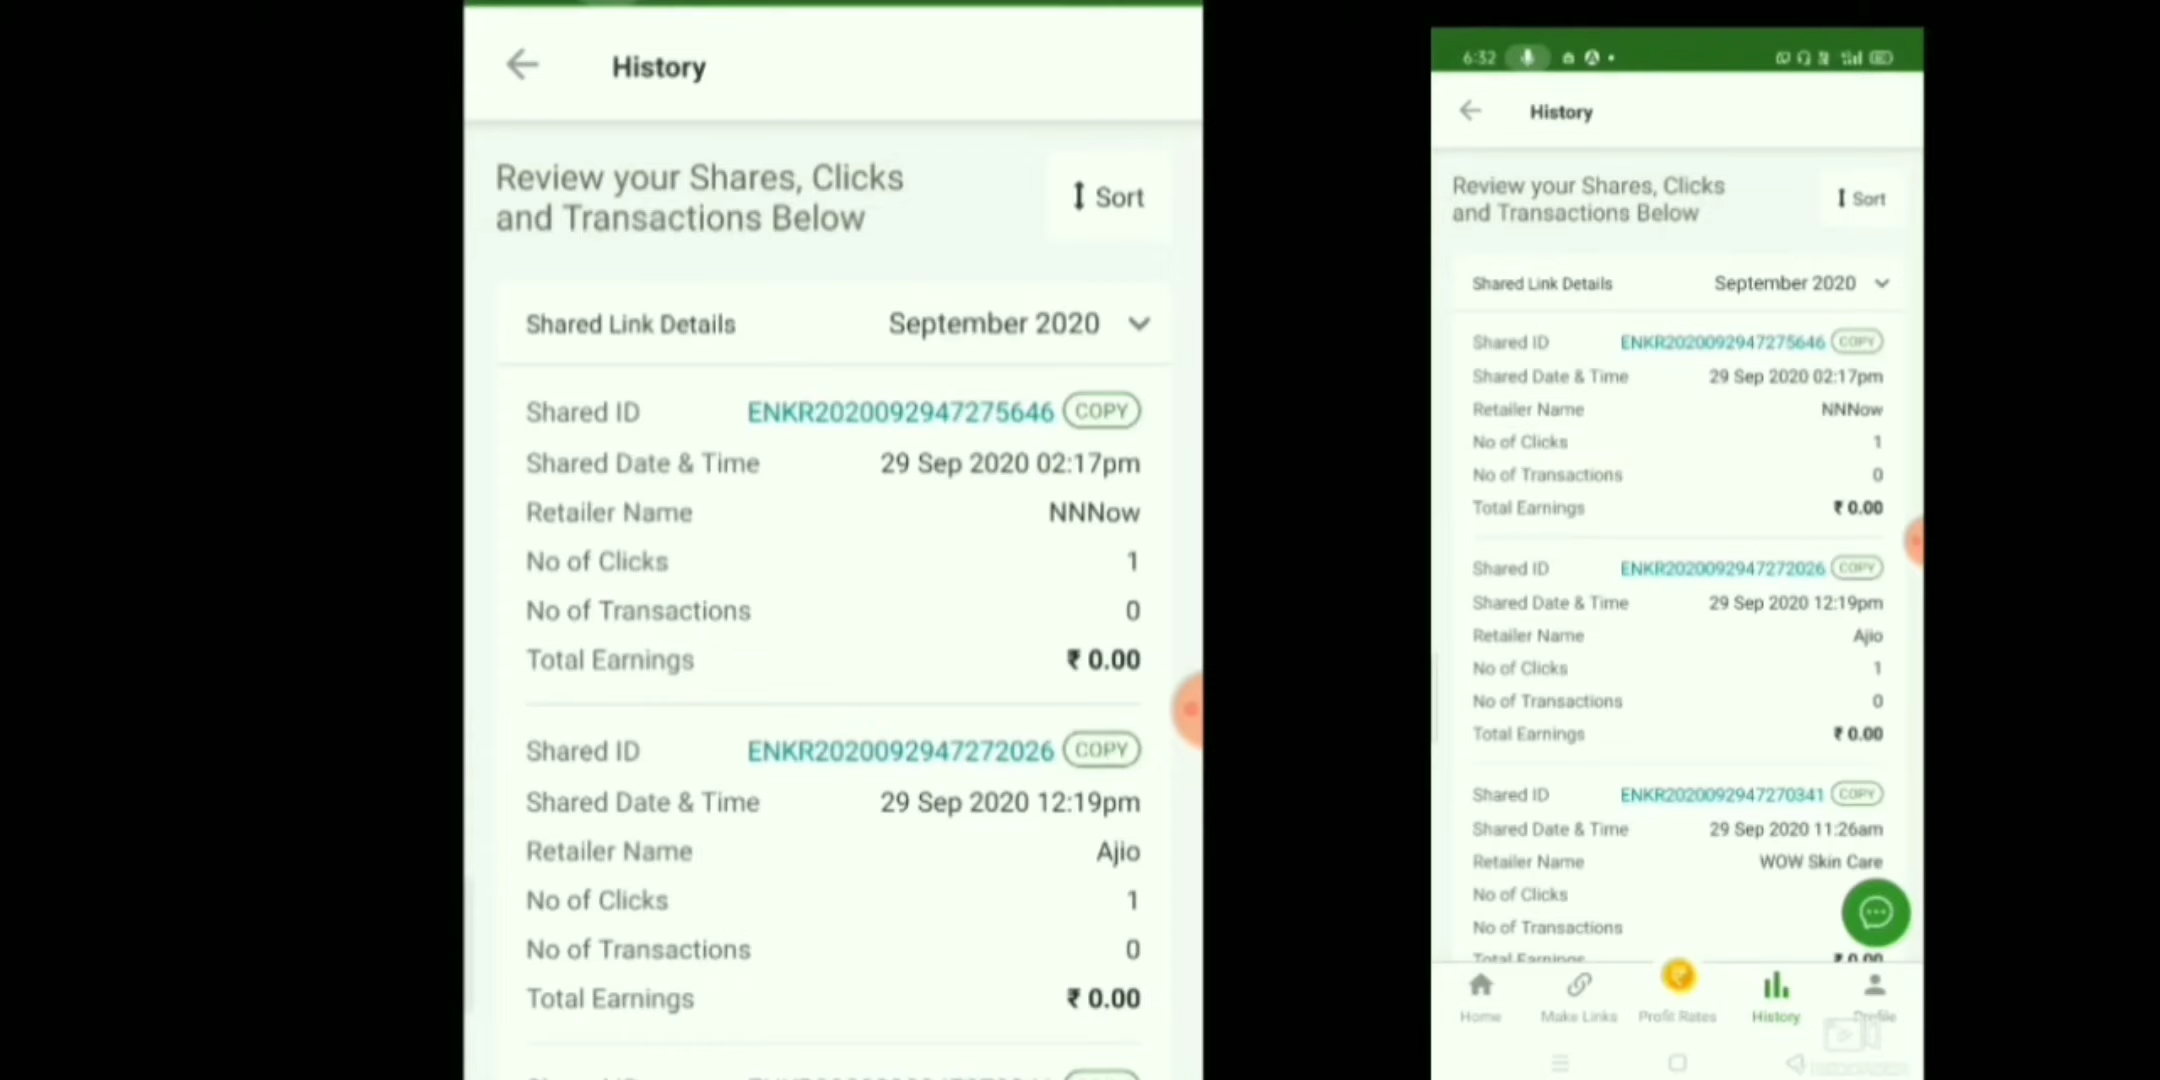 History
Review your Shares, Clicks
and Transactions Below
Sort
Shared Link Details September 2020
Shared ID ENKR2020092947275646 COPY
Shared Date & Time 29 Sep 2020 02:17pm
Retailer Name NNNow
No of Clicks 1
No of Transactions 0
Total Earnings ₹ 0.00
Shared ID ENKR2020092947272026 COPY
Shared Date & Time 29 Sep 2020 12:19pm
Retailer Name Ajio
No of Clicks 1
No of Transactions 0
Total Earnings ₹ 0.00
6:32
History
Review your Shares, Clicks
and Transactions Below
Sort
Shared Link Details September 2020
Shared ID ENKR2020092947275646 COPY
Shared Date & Time 29 Sep 2020 02:17pm
Retailer Name NNNow
No of Clicks 1
No of Transactions 0
Total Earnings ₹ 0.00
Shared ID ENKR2020092947272026 COPY
Shared Date & Time 29 Sep 2020 12:19pm
Retailer Name Ajio
No of Clicks 1
No of Transactions 0
Total Earnings ₹ 0.00
Shared ID ENKR2020092947270341 COPY
Shared Date & Time 29 Sep 2020 11:26am
Retailer Name WOW Skin Care
No of Clicks
No of Transactions
Total Earnings ₹ 0.00
Home Make Links Profit Rates History Profile